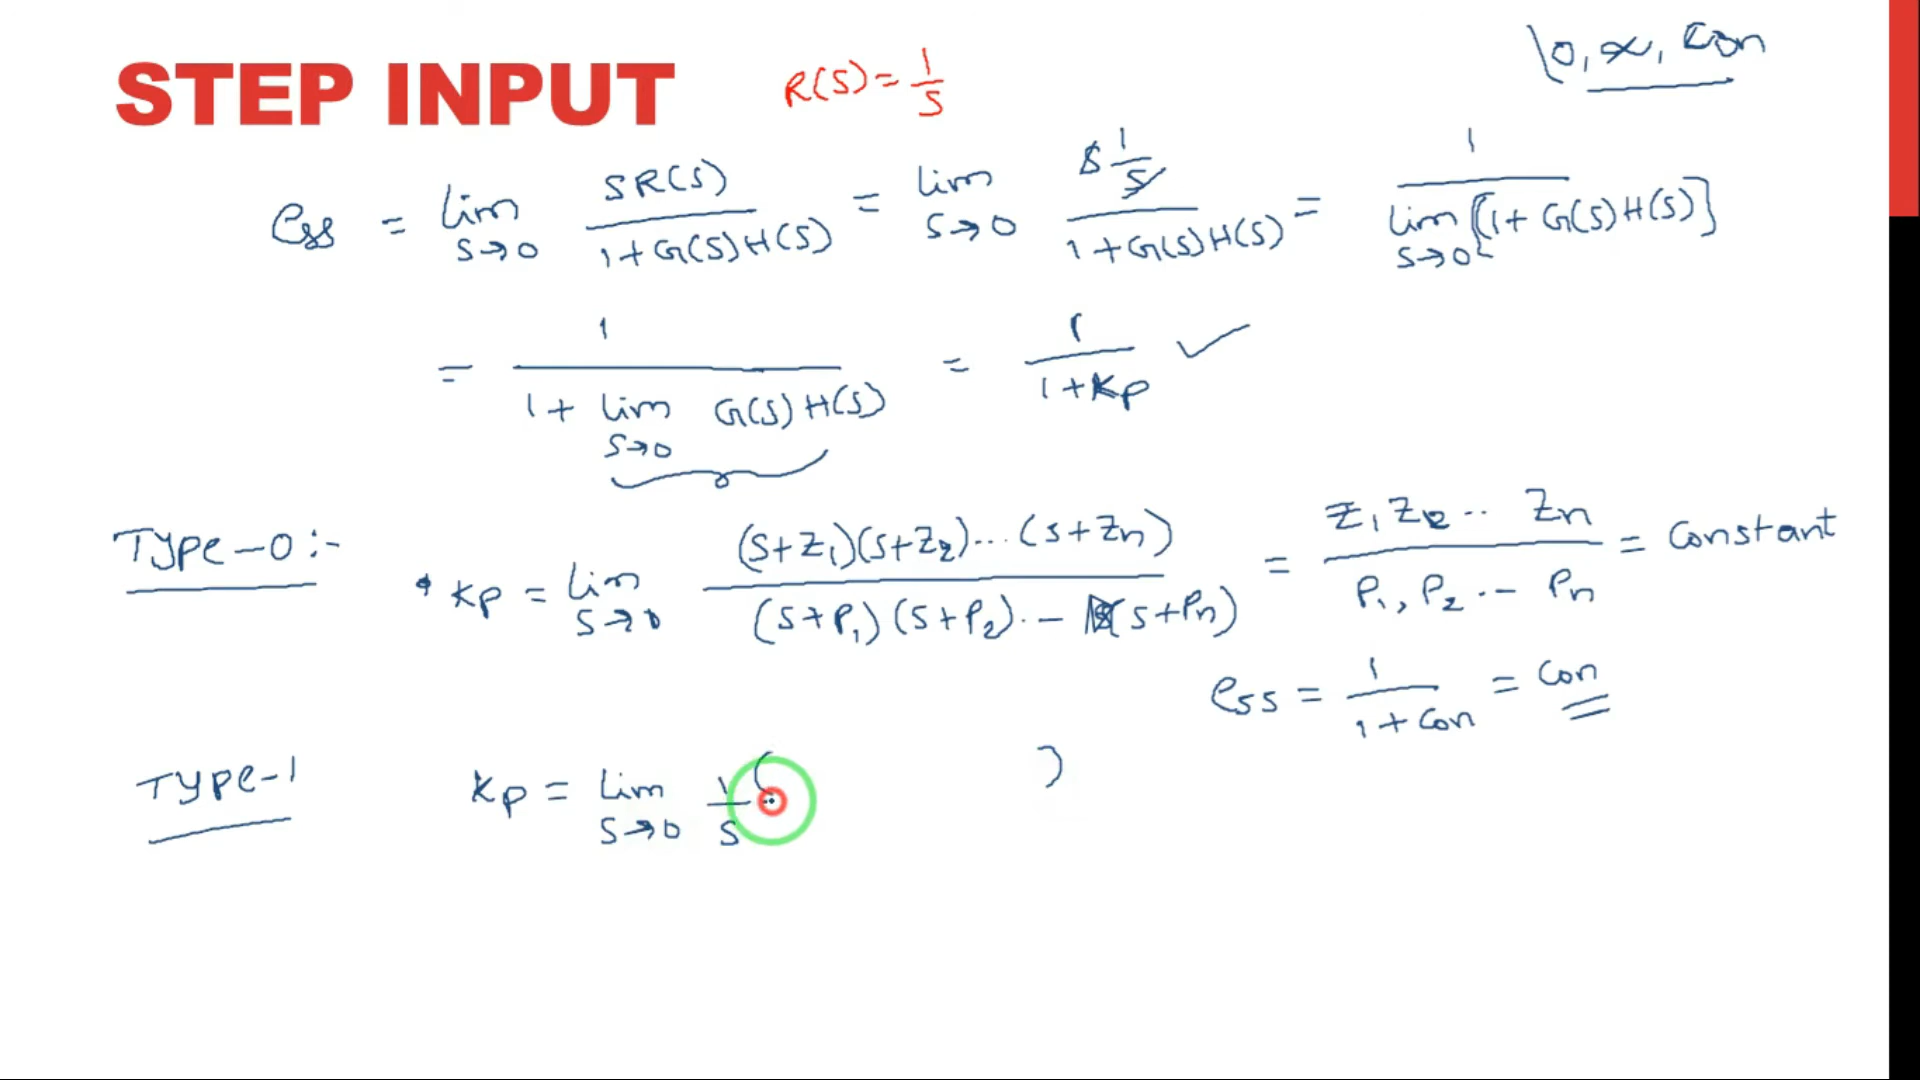 STEP INPUT R(S) = 1/S
\0, ∝, con
ess = lim S→0 SR(S) / 1+G(S)H(S) = lim S→0 S 1/S / 1+G(S)H(S) = 1 / lim S→0 [1+G(S)H(S)]
= 1 / 1+ lim S→0 G(S)H(S) = 1 / 1+Kp ✓
TYPE-0:- Kp = lim S→0 (S+Z1)(S+Z2)...(S+Zn) / (S+P1)(S+P2)..-(S+Pn) = Z1Z2.. Zn / P1,P2..- Pn = constant
ess = 1 / 1+con = con
TYPE-1 Kp = lim S→0 1/S ( )